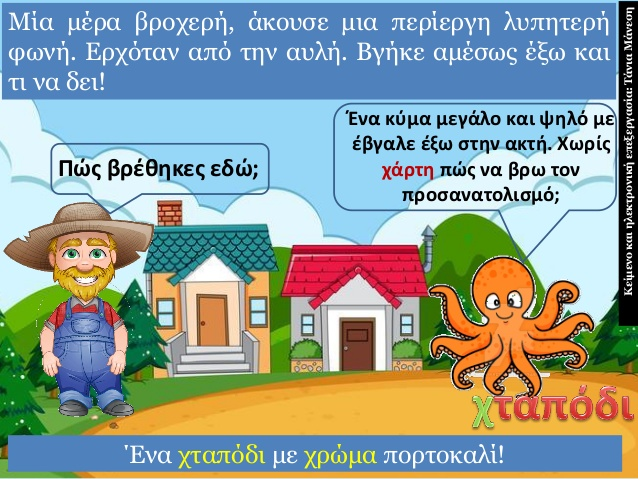 Μία μέρα βροχερή, άκουσε μια περίεργη λυπητερή
φωνή. Ερχόταν από την αυλή. Βγήκε αμέσως έξω και
τι να δει!
Πώς βρέθηκες εδώ;
Ένα κύμα μεγάλο και ψηλό με
έβγαλε έξω στην ακτή. Χωρίς
χάρτη πώς να βρω τον
προσανατολισμό;
χταπόδι
Ένα χταπόδι με χρώμα πορτοκαλί!
Κείμενο και ηλεκτρονική επεξεργασία: Τάνια Μάνεση